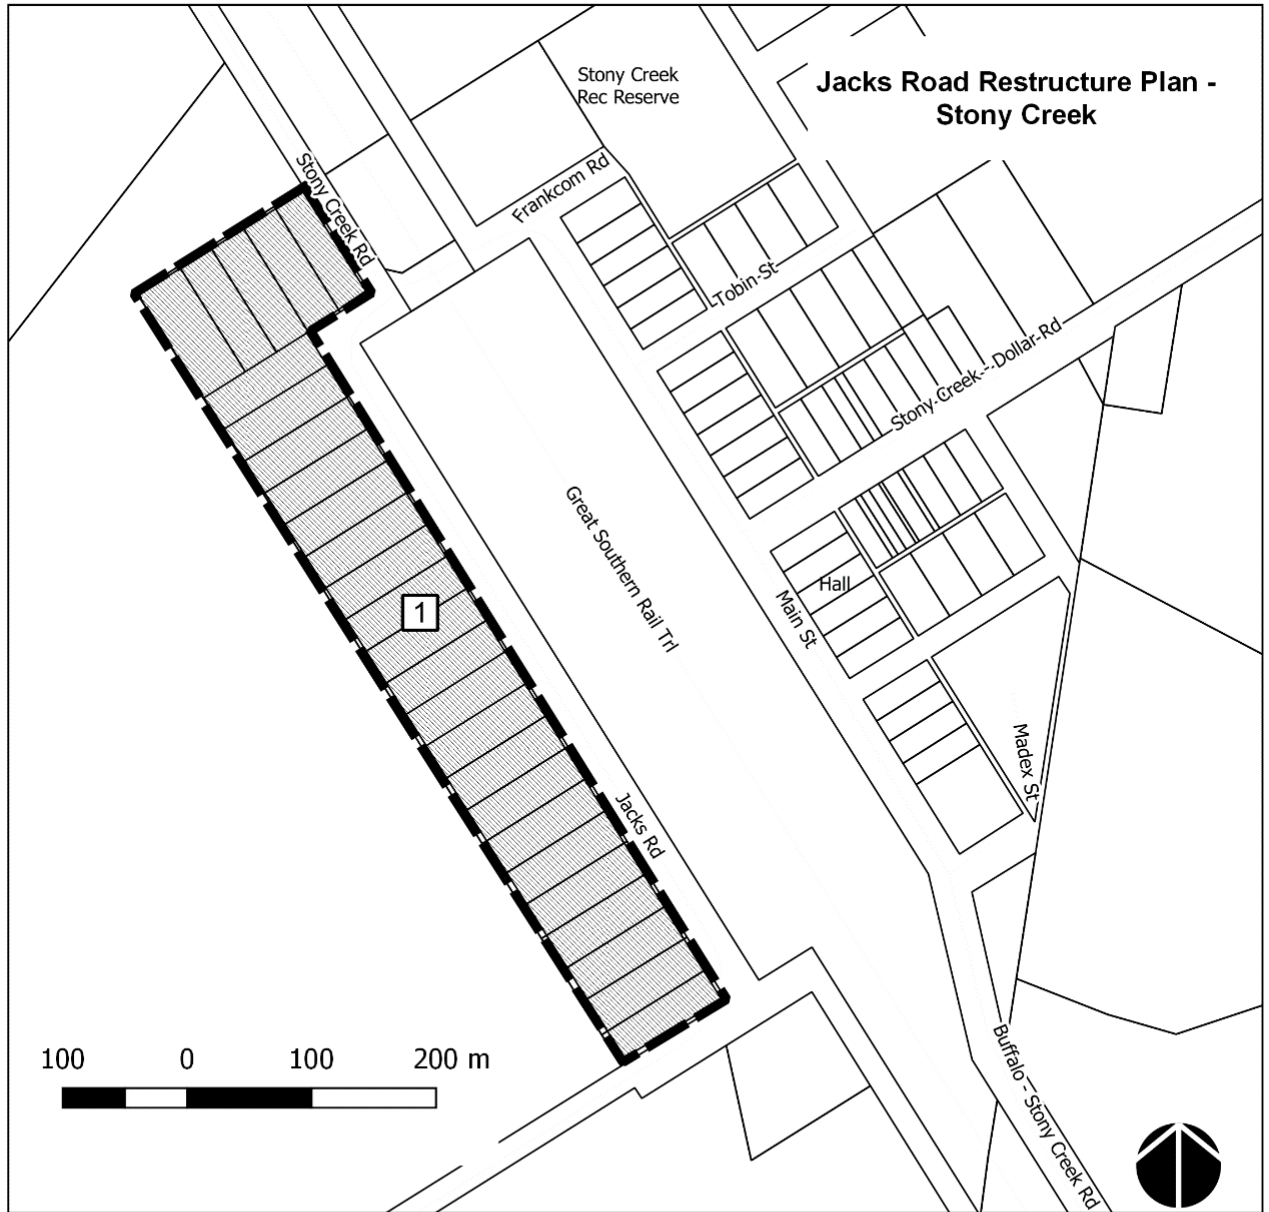 Jacks Road Restructure Plan -
Stony Creek
Stony Creek
Rec Reserve
Stony Creek Rd
Frankcom Rd
Tobin St
Stony Creek - Dollar Rd
Great Southern Rail Trl
Hall
Main St
1
Madex St
Jacks Rd
Buffalo - Stony Creek Rd
100 0 100 200 m